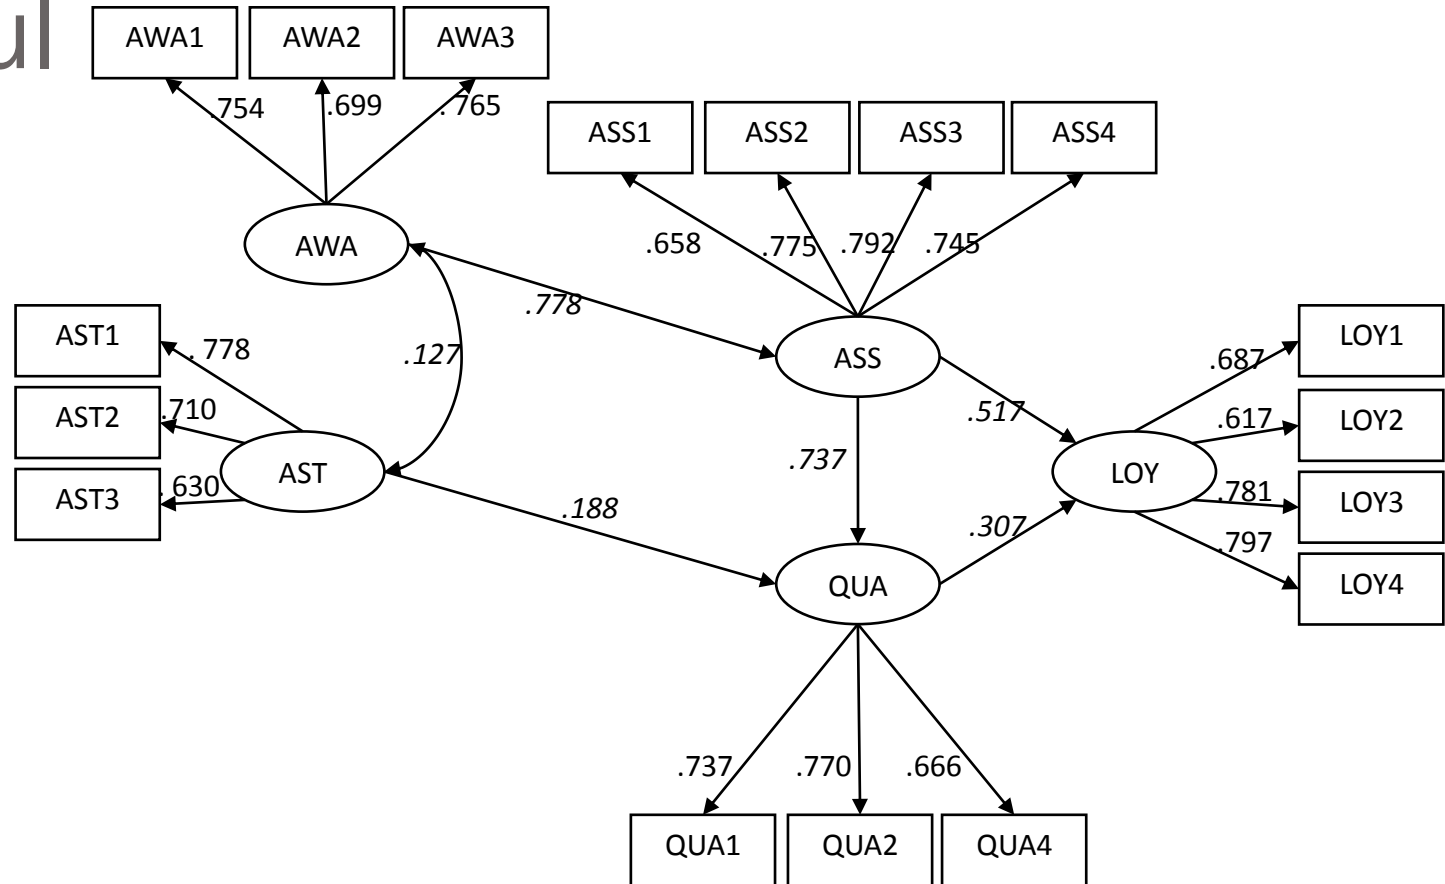 ul
AWA1 AWA2 AWA3
.754 .699 .765
ASS1 ASS2 ASS3 ASS4
.658 .775 .792 .745
AWA
.778
.127
AST1
. 778
AST2
.710
AST3
. 630
AST
.188
ASS
.517
.737
.307
QUA
LOY
.687
LOY1
.617
LOY2
.781
LOY3
.797
LOY4
.737 .770 .666
QUA1 QUA2 QUA4